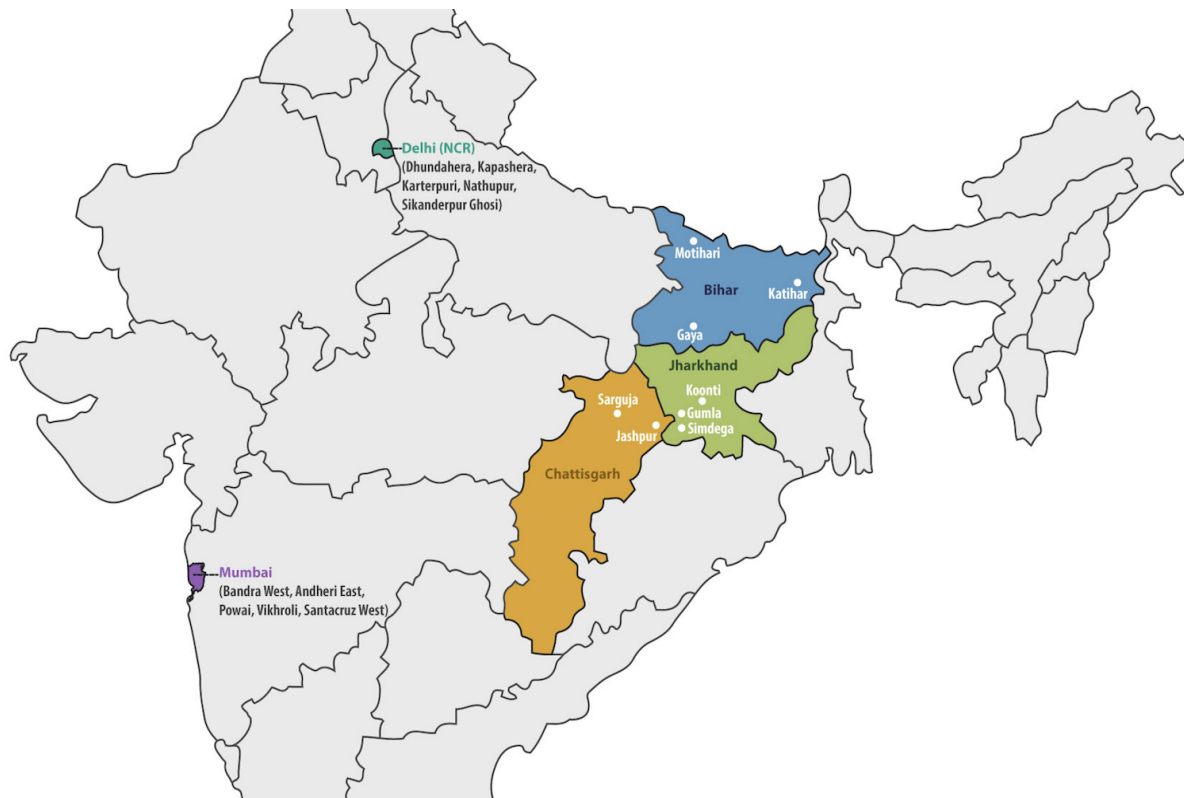 Delhi (NCR)
(Dhundahera, Kapashera,
Karterpuri, Nathupur,
Sikanderpur Ghosi)
Motihari
Bihar
Katihar
Gaya
Jharkhand
Koonti
Gumla
Simdega
Sarguja
Jashpur
Chattisgarh
Mumbai
(Bandra West, Andheri East,
Powai, Vikhroli, Santacruz West)